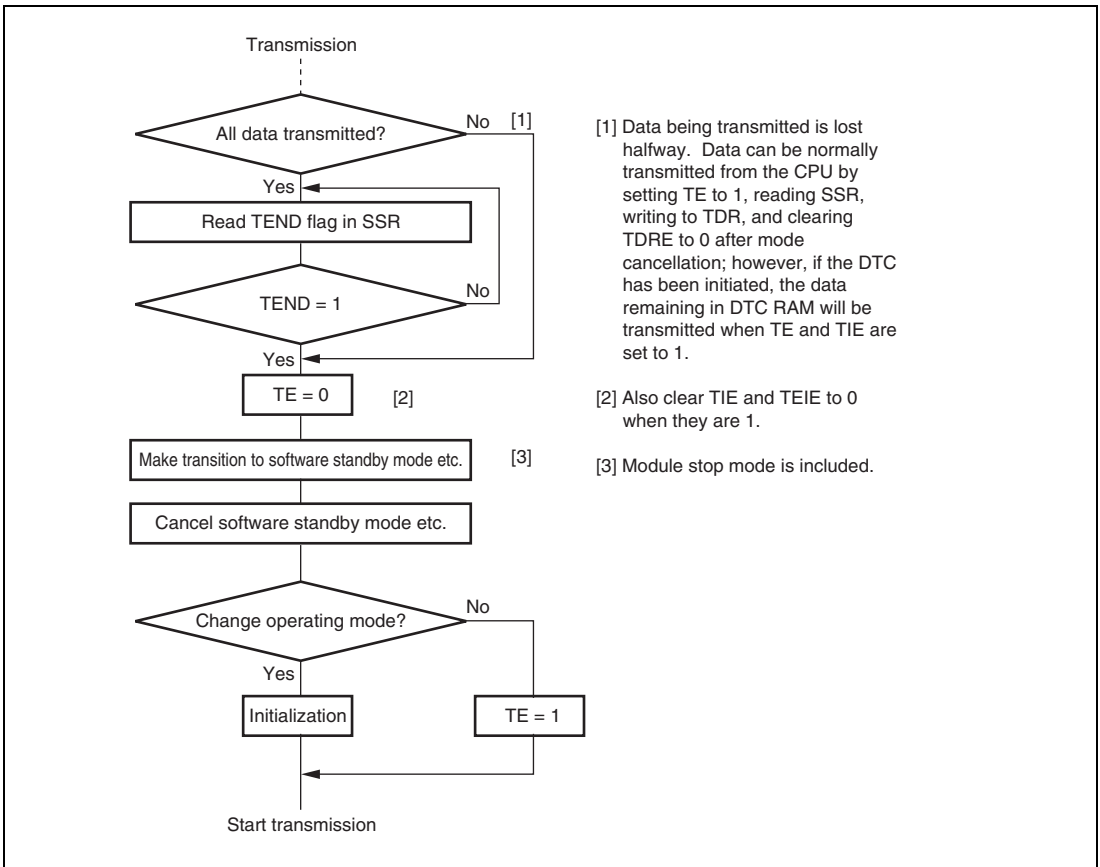 Transmission
All data transmitted?
No
[1]
Yes
Read TEND flag in SSR
TEND = 1
No
Yes
TE = 0
[2]
Make transition to software standby mode etc.
[3]
Cancel software standby mode etc.
Change operating mode?
No
Yes
Initialization
TE = 1
Start transmission
[1] Data being transmitted is lost
halfway. Data can be normally
transmitted from the CPU by
setting TE to 1, reading SSR,
writing to TDR, and clearing
TDRE to 0 after mode
cancellation; however, if the DTC
has been initiated, the data
remaining in DTC RAM will be
transmitted when TE and TIE are
set to 1.
[2] Also clear TIE and TEIE to 0
when they are 1.
[3] Module stop mode is included.